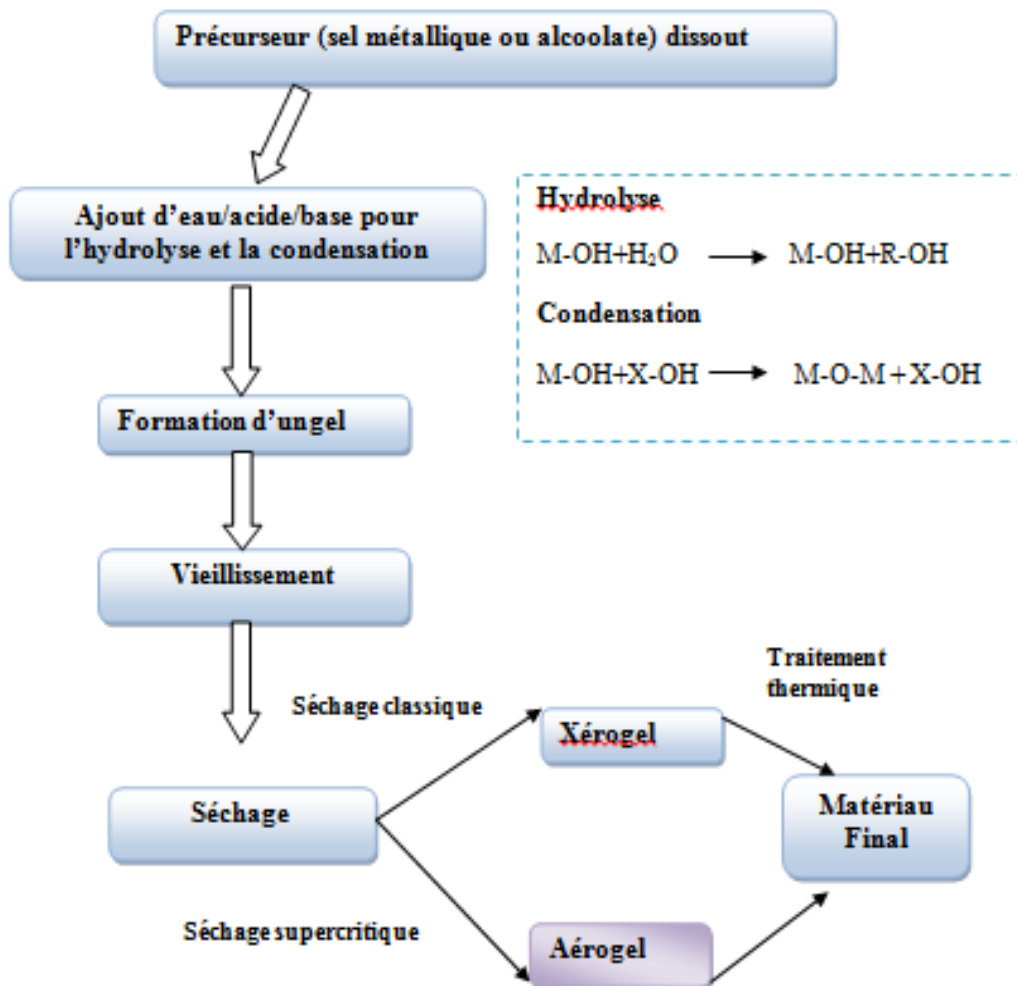 Précurseur (sel métallique ou alcoolate) dissout
Ajout d'eau/acide/base pour
l'hydrolyse et la condensation
Hydrolyse
M-OH+H₂O ⟶ M-OH+R-OH
Condensation
M-OH+X-OH ⟶ M-O-M+X-OH
Formation d'ungel
Vieillissement
Séchage classique
Traitement
thermique
Xérogel
Séchage
Matériau
Final
Séchage supercritique
Aérogel